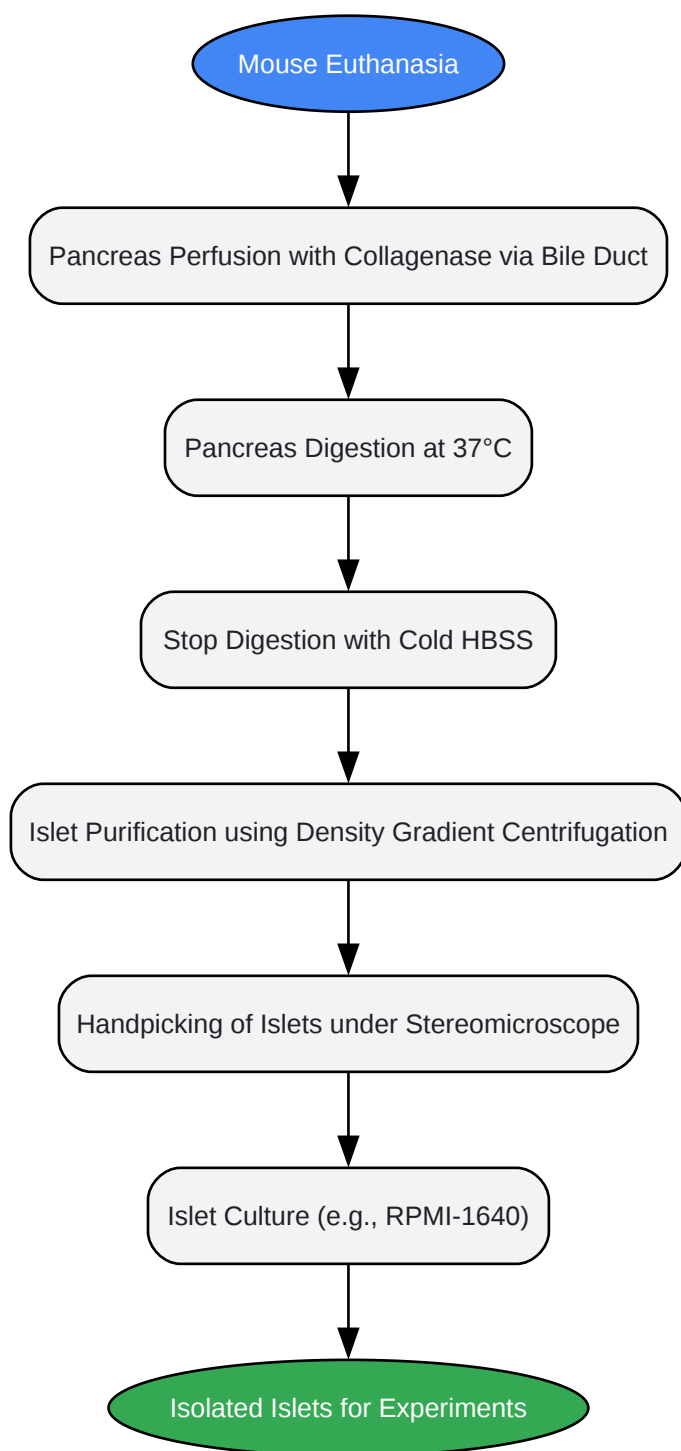 Mouse Euthanasia
Pancreas Perfusion with Collagenase via Bile Duct
Pancreas Digestion at 37°C
Stop Digestion with Cold HBSS
Islet Purification using Density Gradient Centrifugation
Handpicking of Islets under Stereomicroscope
Islet Culture (e.g., RPMI-1640)
Isolated Islets for Experiments